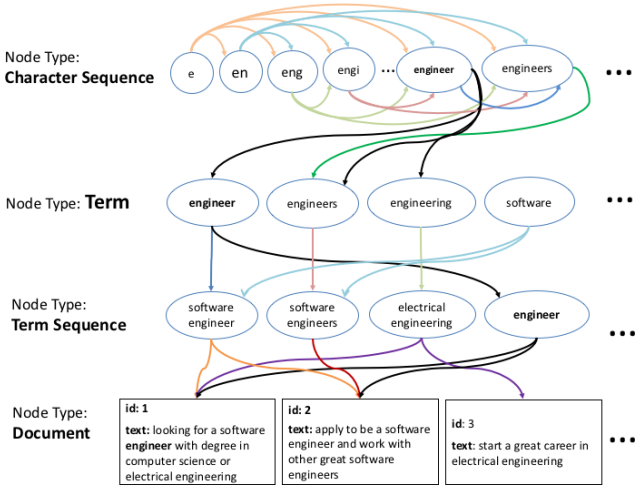 Node Type:
Character Sequence
e
en
eng
engi
...
engineer
engineers
...
Node Type: Term
engineer
engineers
engineering
software
...
Node Type:
Term Sequence
software
engineer
software
engineers
electrical
engineering
engineer
...
Node Type:
Document
id: 1
text: looking for a software
engineer with degree in
computer science or
electrical engineering
id: 2
text: apply to be a software
engineer and work with
other great software
engineers
id: 3
text: start a great career in
electrical engineering
...